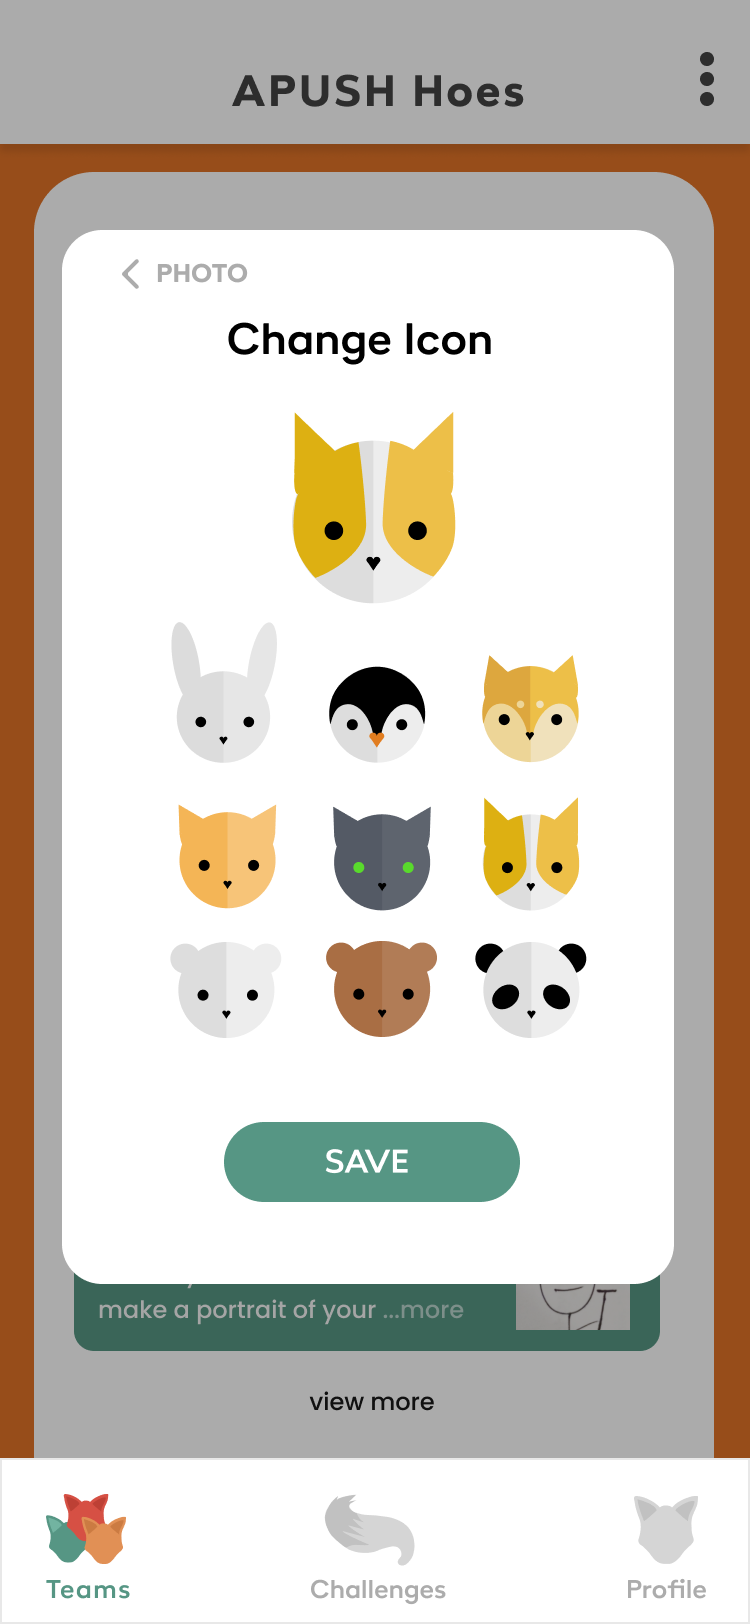 APUSH Hoes
PHOTO
Change Icon
SAVE
make a portrait of your ...more
view more
Teams
Challenges
Profile